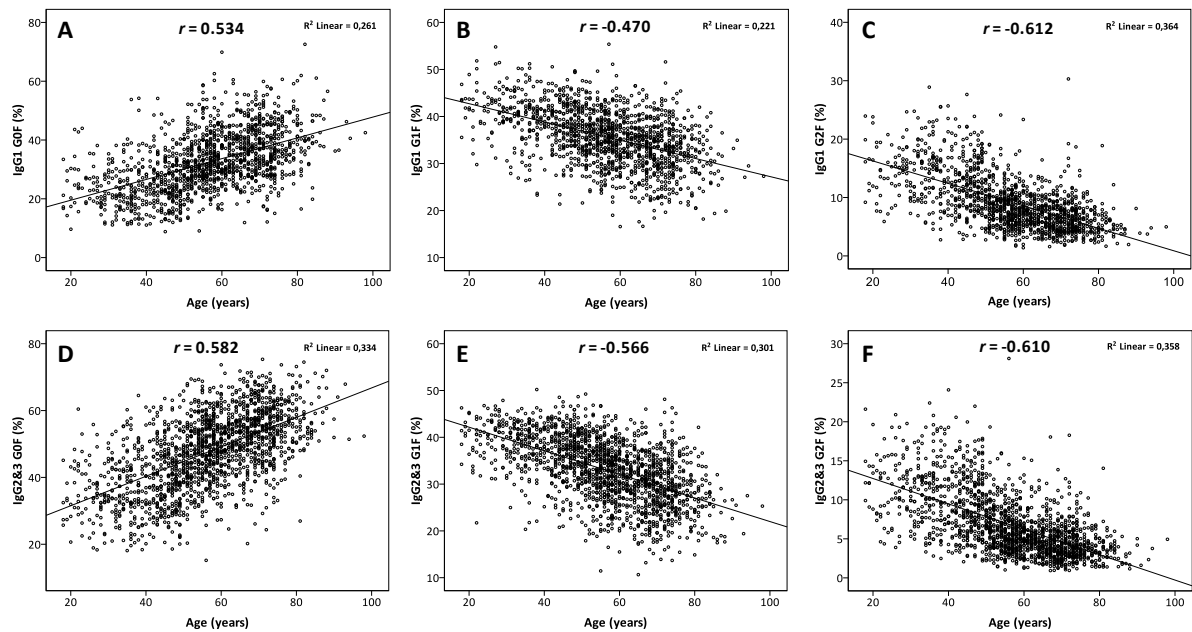 A
r = 0.534
R² Linear = 0,261
IgG1 G0F (%)
80
60
40
20
0
20 40 60 80 100
Age (years)
B
r = -0.470
R² Linear = 0,221
IgG1 G1F (%)
60
50
40
30
20
10
20 40 60 80 100
Age (years)
C
r = -0.612
R² Linear = 0,364
IgG1 G2F (%)
40
30
20
10
0
20 40 60 80 100
Age (years)
D
r = 0.582
R² Linear = 0,334
IgG2&3 G0F (%)
80
60
40
20
20 40 60 80 100
Age (years)
E
r = -0.566
R² Linear = 0,301
IgG2&3 G1F (%)
60
50
40
30
20
10
20 40 60 80 100
Age (years)
F
r = -0.610
R² Linear = 0,358
IgG2&3 G2F (%)
30
25
20
15
10
5
0
20 40 60 80 100
Age (years)